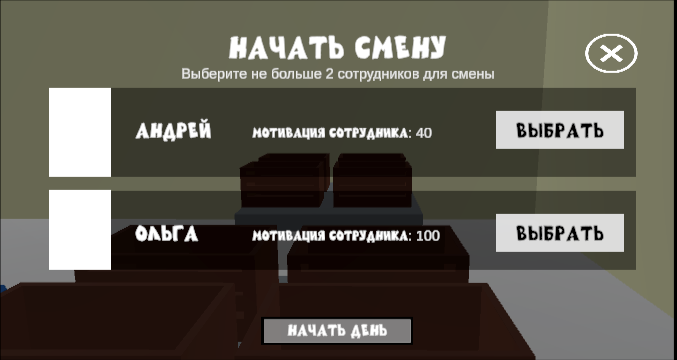 НАЧАТЬ СМЕНУ
Выберите не больше 2 сотрудников для смены
АНДРЕЙ МОТИВАЦИЯ СОТРУДНИКА: 40 ВЫБРАТЬ
ОЛЬГА МОТИВАЦИЯ СОТРУДНИКА: 100 ВЫБРАТЬ
НАЧАТЬ ДЕНЬ